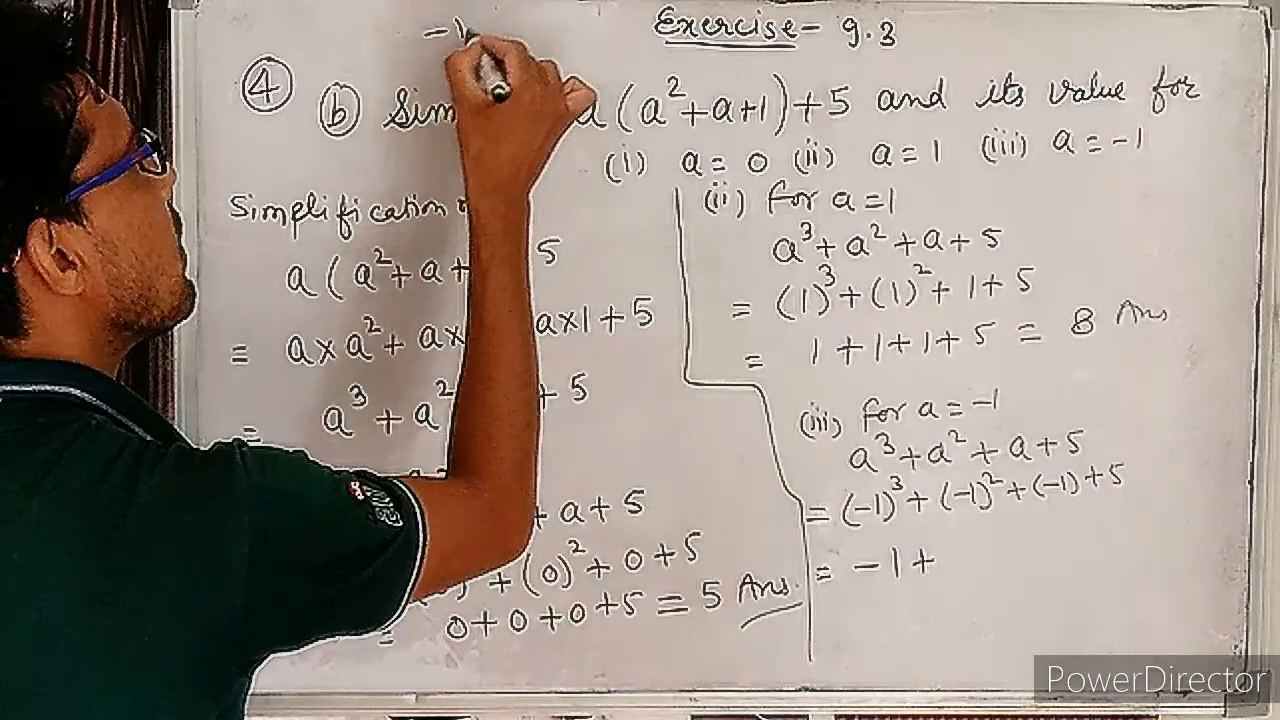 -1
Exercise - 9.3
④ (b) a(a²+a+1)+5 and its value for
(i) a=0 (ii) a=1 (iii) a=-1
Simplification
a(a²+a+ 5
= a×a²+ a× a×1+5
= a³+a² + 5
+a+5
+(0)²+0+5
= 0+0+0+5=5 Ans.
(ii) for a=1
a³+a²+a+5
= (1)³+(1)²+1+5
= 1+1+1+5 = 8 Ans
(iii) for a=-1
a³+a²+a+5
= (-1)³+(-1)²+(-1)+5
= -1+
PowerDirector